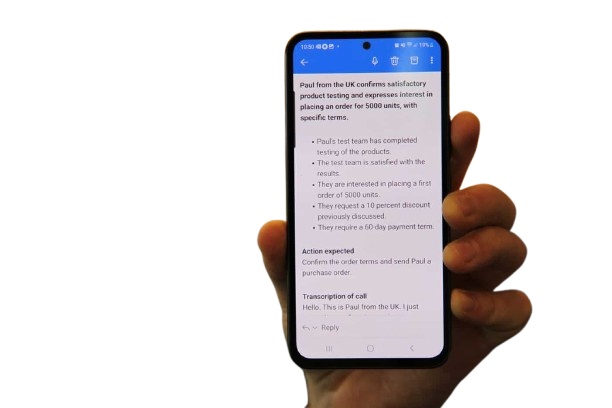 15:50
19%
Paul from the UK confirms satisfactory
product testing and expresses interest in
placing an order for 5000 units, with
specific terms.
• Paul's test team has completed
testing of the products.
• The test team is satisfied with the
results.
• They are interested in placing a first
order of 5000 units.
• They request a 10 percent discount
previously discussed.
• They require a 60-day payment term.
Action expected
Confirm the order terms and send Paul a
purchase order.
Transcription of call
Hello, This is Paul from the UK. I just
Reply